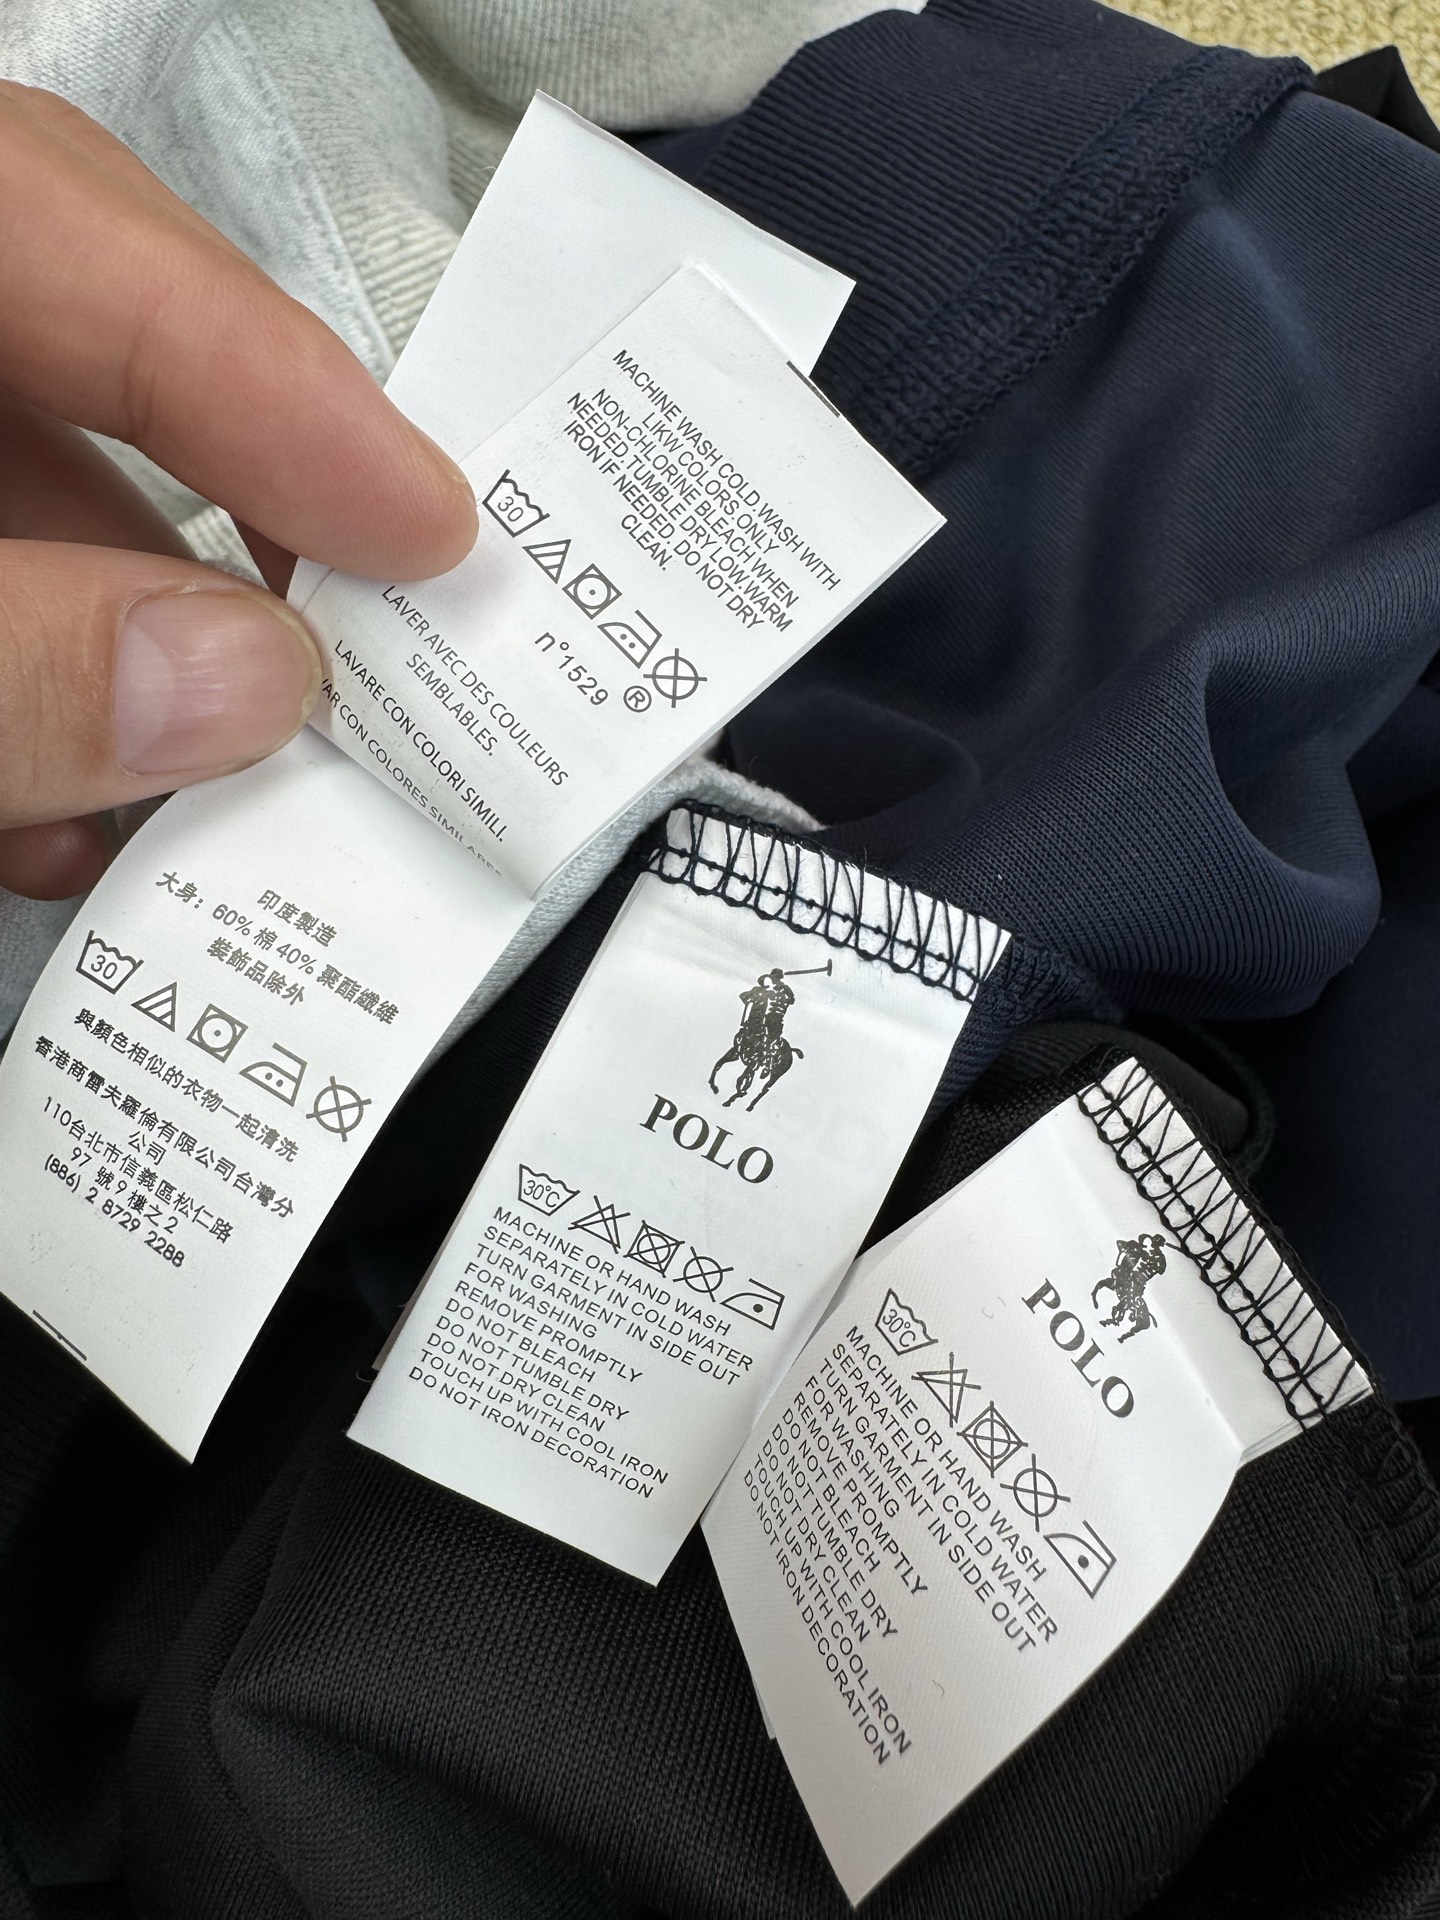 MACHINE WASH COLD.WASH WITH
LIKW COLORS ONLY
NON-CHLORINE BLEACH WHEN
NEEDED.TUMBLE DRY LOW.WARM
IRON IF NEEDED. DO NOT DRY
CLEAN.
30
n°1529 ®
LAVER AVEC DES COULEURS
SEMBLABLES.
LAVARE CON COLORI SIMILI.
AR CON COLORES SIMILARES
印度製造
大身：60% 棉 40% 聚酯纖維
裝飾品除外
30
與顏色相似的衣物一起清洗
香港商雷夫羅倫有限公司台灣分
公司
110台北市信義區松仁路
97 號 9 樓之 2
(886) 2 8729 2288
POLO
30°C
MACHINE OR HAND WASH
SEPARATELY IN COLD WATER
TURN GARMENT IN SIDE OUT
FOR WASHING
REMOVE PROMPTLY
DO NOT BLEACH
DO NOT TUMBLE DRY
DO NOT DRY CLEAN
TOUCH UP WITH COOL IRON
DO NOT IRON DECORATION
POLO
30°C
MACHINE OR HAND WASH
SEPARATELY IN COLD WATER
TURN GARMENT IN SIDE OUT
FOR WASHING
REMOVE PROMPTLY
DO NOT BLEACH
DO NOT TUMBLE DRY
DO NOT DRY CLEAN
TOUCH UP WITH COOL IRON
DO NOT IRON DECORATION